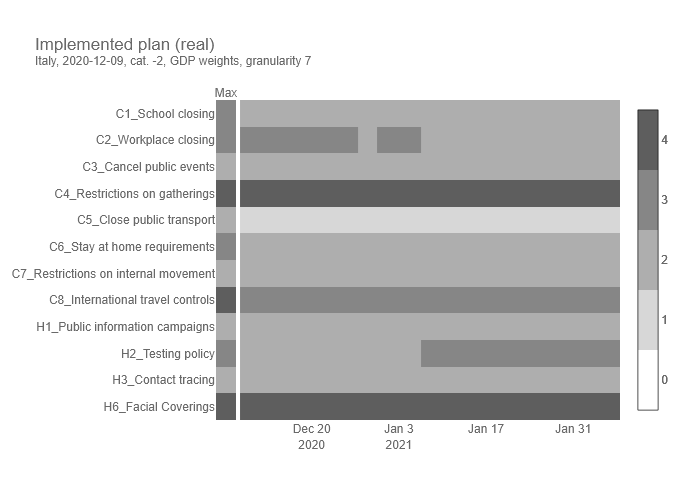 Implemented plan (real)
Italy, 2020-12-09, cat. -2, GDP weights, granularity 7
Max
C1_School closing
C2_Workplace closing
C3_Cancel public events
C4_Restrictions on gatherings
C5_Close public transport
C6_Stay at home requirements
C7_Restrictions on internal movement
C8_International travel controls
H1_Public information campaigns
H2_Testing policy
H3_Contact tracing
H6_Facial Coverings
Dec 20
2020
Jan 3
2021
Jan 17
Jan 31
4
3
2
1
0